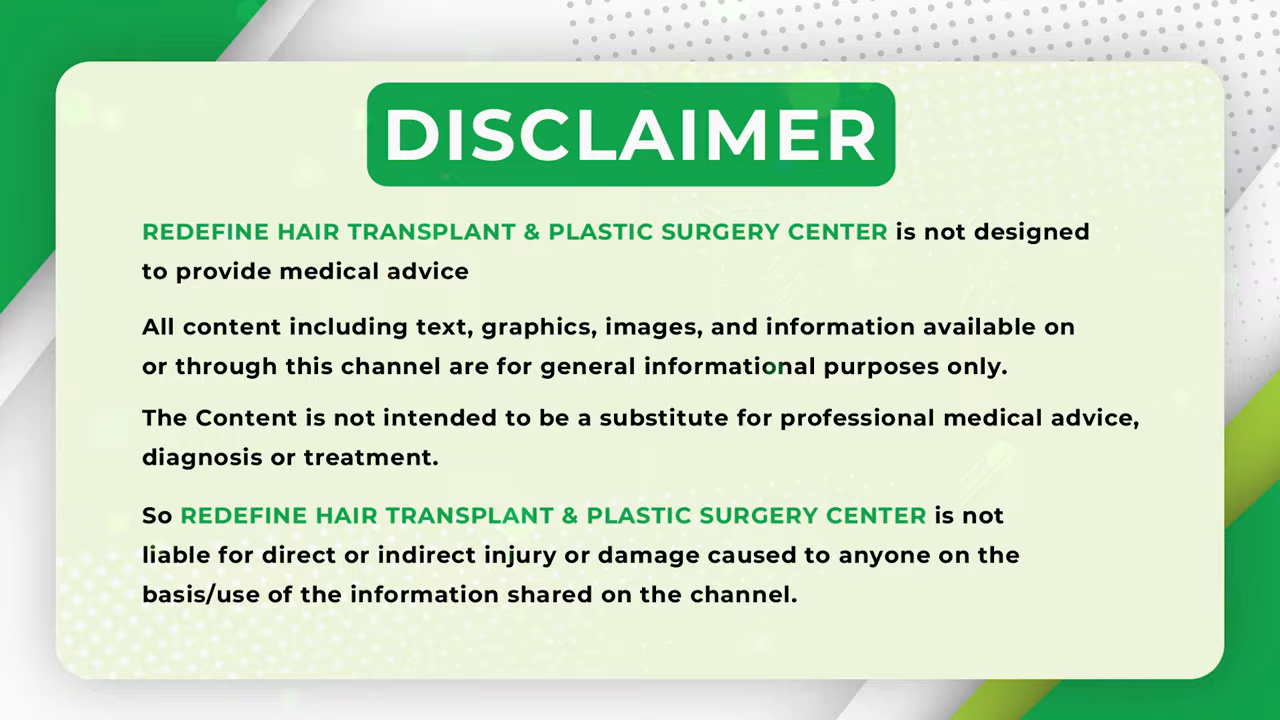 DISCLAIMER
REDEFINE HAIR TRANSPLANT & PLASTIC SURGERY CENTER is not designed
to provide medical advice
All content including text, graphics, images, and information available on
or through this channel are for general informational purposes only.
The Content is not intended to be a substitute for professional medical advice,
diagnosis or treatment.
So REDEFINE HAIR TRANSPLANT & PLASTIC SURGERY CENTER is not
liable for direct or indirect injury or damage caused to anyone on the
basis/use of the information shared on the channel.